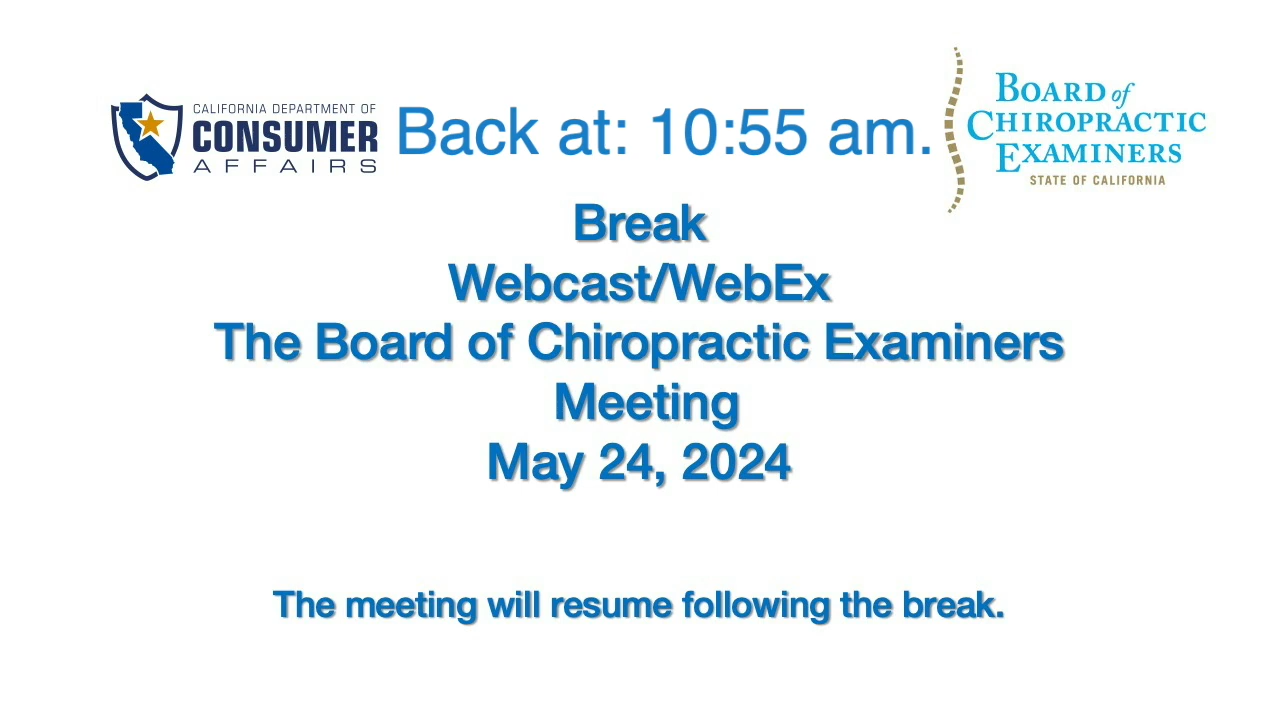 CALIFORNIA DEPARTMENT OF
CONSUMER
AFFAIRS
Back at: 10:55 am.
BOARD of
CHIROPRACTIC
EXAMINERS
STATE OF CALIFORNIA
Break
Webcast/WebEx
The Board of Chiropractic Examiners
Meeting
May 24, 2024
The meeting will resume following the break.